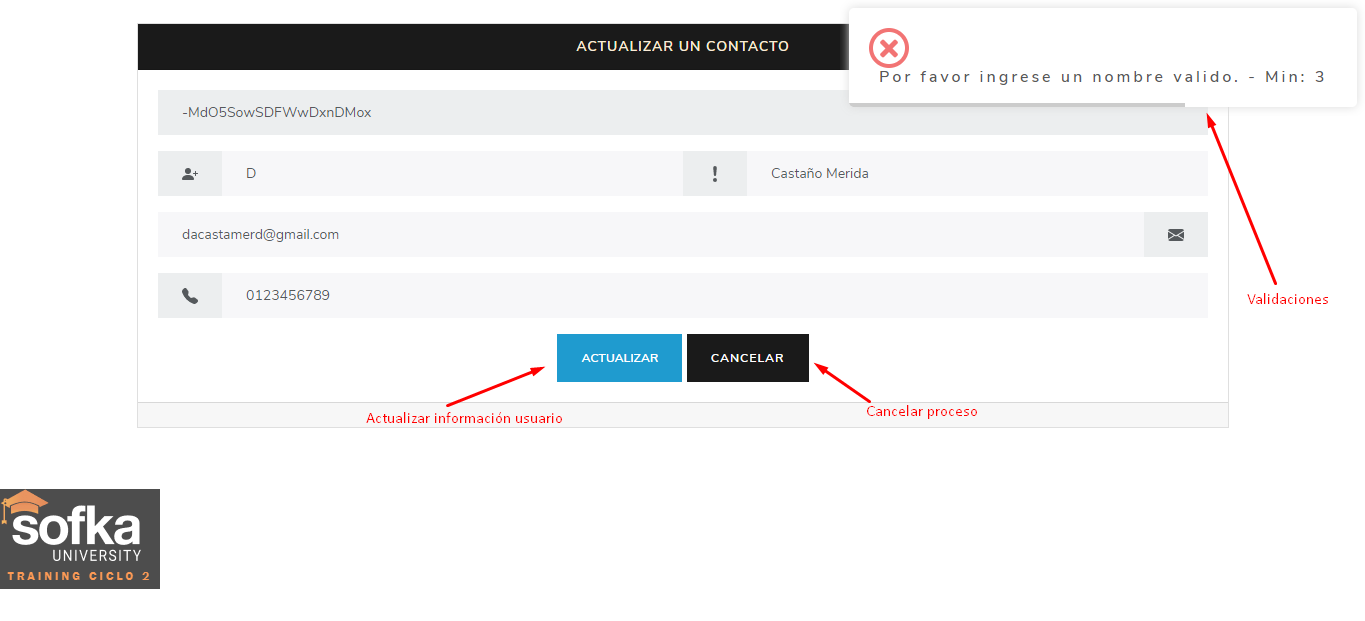 ACTUALIZAR UN CONTACTO
Por favor ingrese un nombre valido. - Min: 3
-MdO5SowSDFWwDxnDMox
D
Castaño Merida
dacastamerd@gmail.com
0123456789
Validaciones
ACTUALIZAR
CANCELAR
Actualizar información usuario
Cancelar proceso
sofka
UNIVERSITY
TRAINING CICLO 2